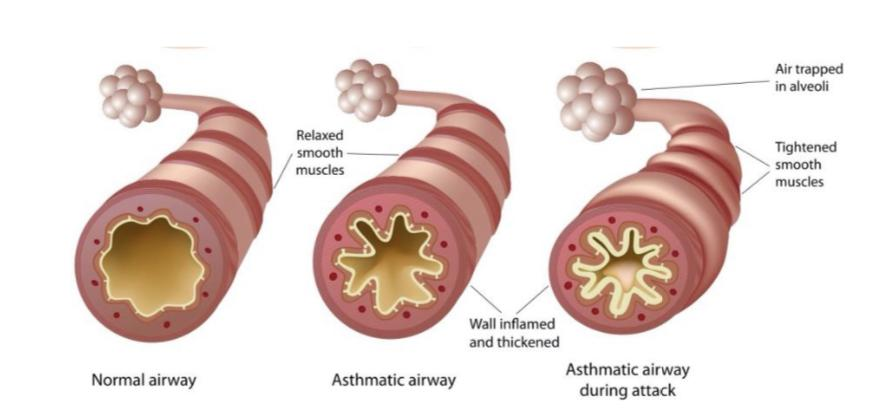 Air trapped
in alveoli
Relaxed
smooth
muscles
Tightened
smooth
muscles
Wall inflamed
and thickened
Normal airway
Asthmatic airway
Asthmatic airway
during attack